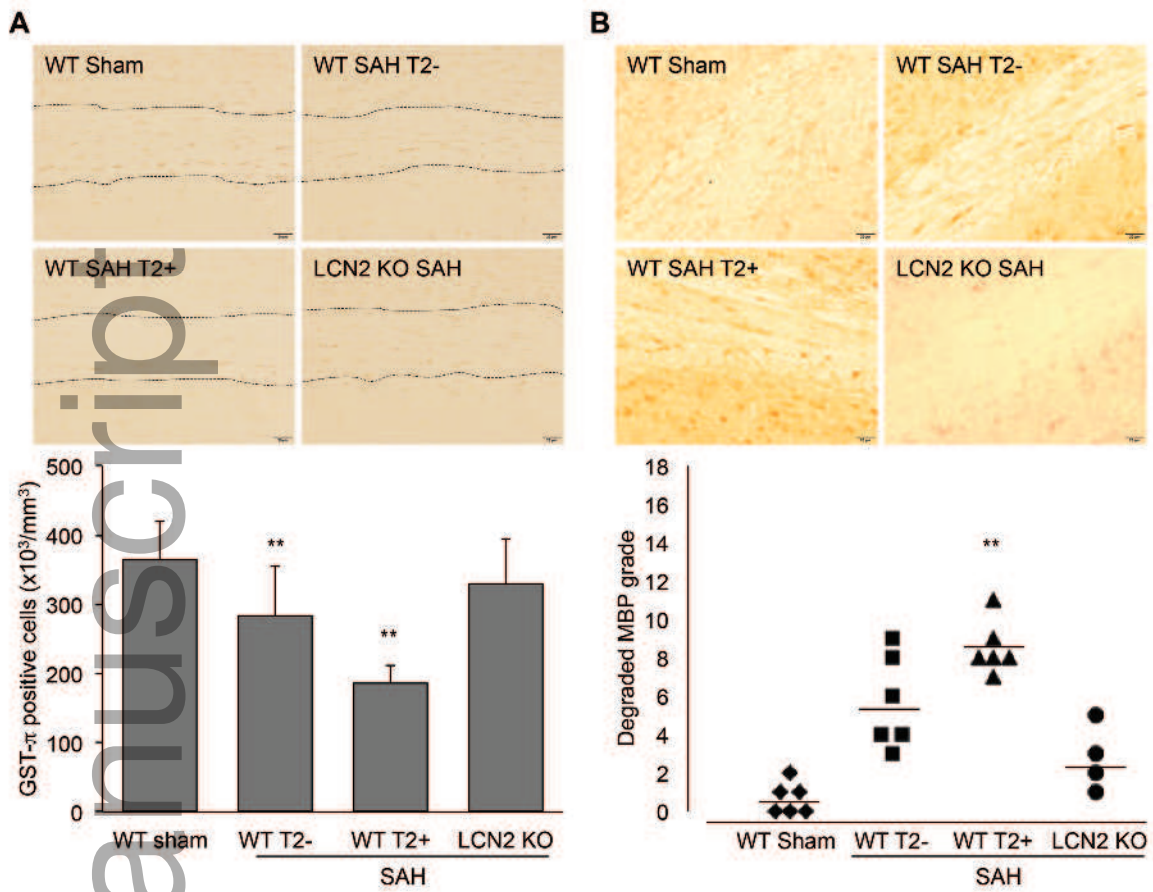 A
B
WT Sham
WT SAH T2-
WT SAH T2+
LCN2 KO SAH
WT Sham
WT SAH T2-
WT SAH T2+
LCN2 KO SAH
anuscript
GST-π positive cells (x10³/mm³)
500
400
300
200
100
0
**
**
WT sham
WT T2-
WT T2+
LCN2 KO
SAH
Degraded MBP grade
18
16
14
12
10
8
6
4
2
0
**
WT Sham
WT T2-
WT T2+
LCN2 KO
SAH